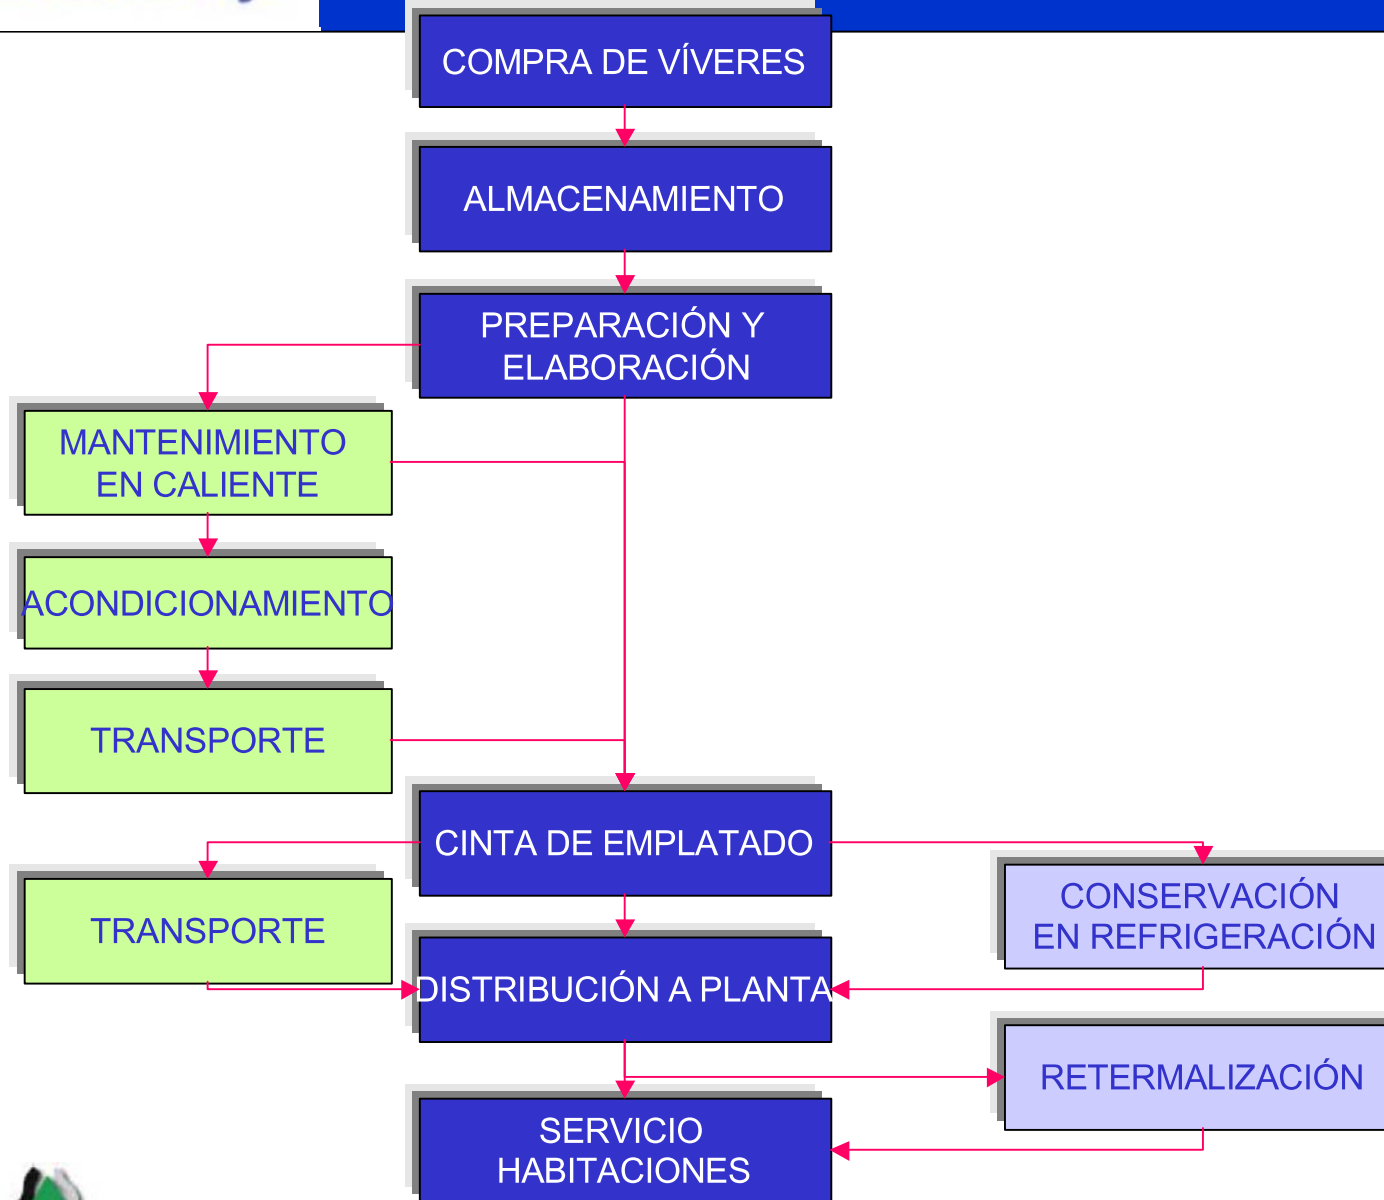 COMPRA DE VÍVERES
ALMACENAMIENTO
PREPARACIÓN Y
ELABORACIÓN
MANTENIMIENTO
EN CALIENTE
ACONDICIONAMIENTO
TRANSPORTE
CINTA DE EMPLATADO
TRANSPORTE
CONSERVACIÓN
EN REFRIGERACIÓN
DISTRIBUCIÓN A PLANTA
RETERMALIZACIÓN
SERVICIO
HABITACIONES